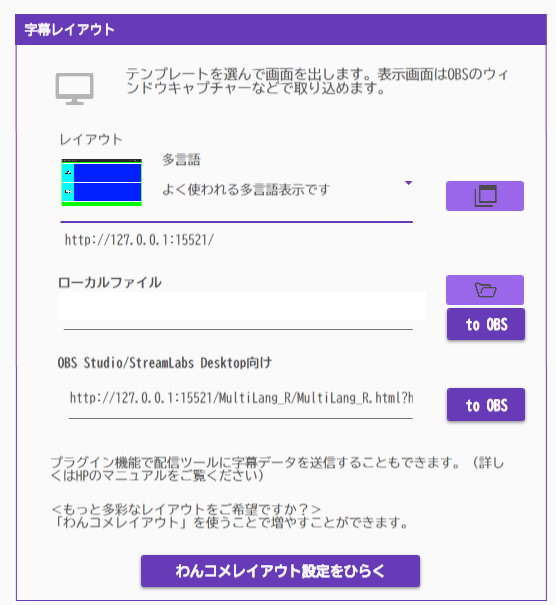 字幕レイアウト
テンプレートを選んで画面を出します。表示画面はOBSのウィ
ンドウキャプチャーなどで取り込めます。
レイアウト
多言語
よく使われる多言語表示です
http://127.0.0.1:15521/
ローカルファイル
to OBS
OBS Studio/StreamLabs Desktop向け
http://127.0.0.1:15521/MultiLang_R/MultiLang_R.html?h
to OBS
プラグイン機能で配信ツールに字幕データを送信することもできます。（詳し
くはHPのマニュアルをご覧ください）
＜もっと多彩なレイアウトをご希望ですか？＞
「わんコメレイアウト」を使うことで増やすことができます。
わんコメレイアウト設定をひらく